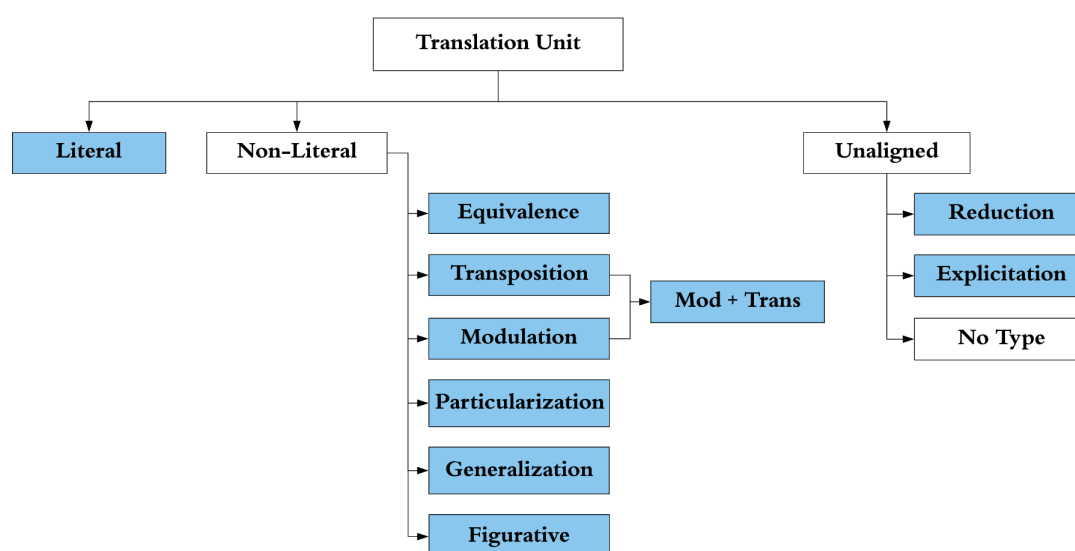 Translation Unit
Literal
Non-Literal
Unaligned
Equivalence
Reduction
Transposition
Explicitation
Mod + Trans
Modulation
No Type
Particularization
Generalization
Figurative